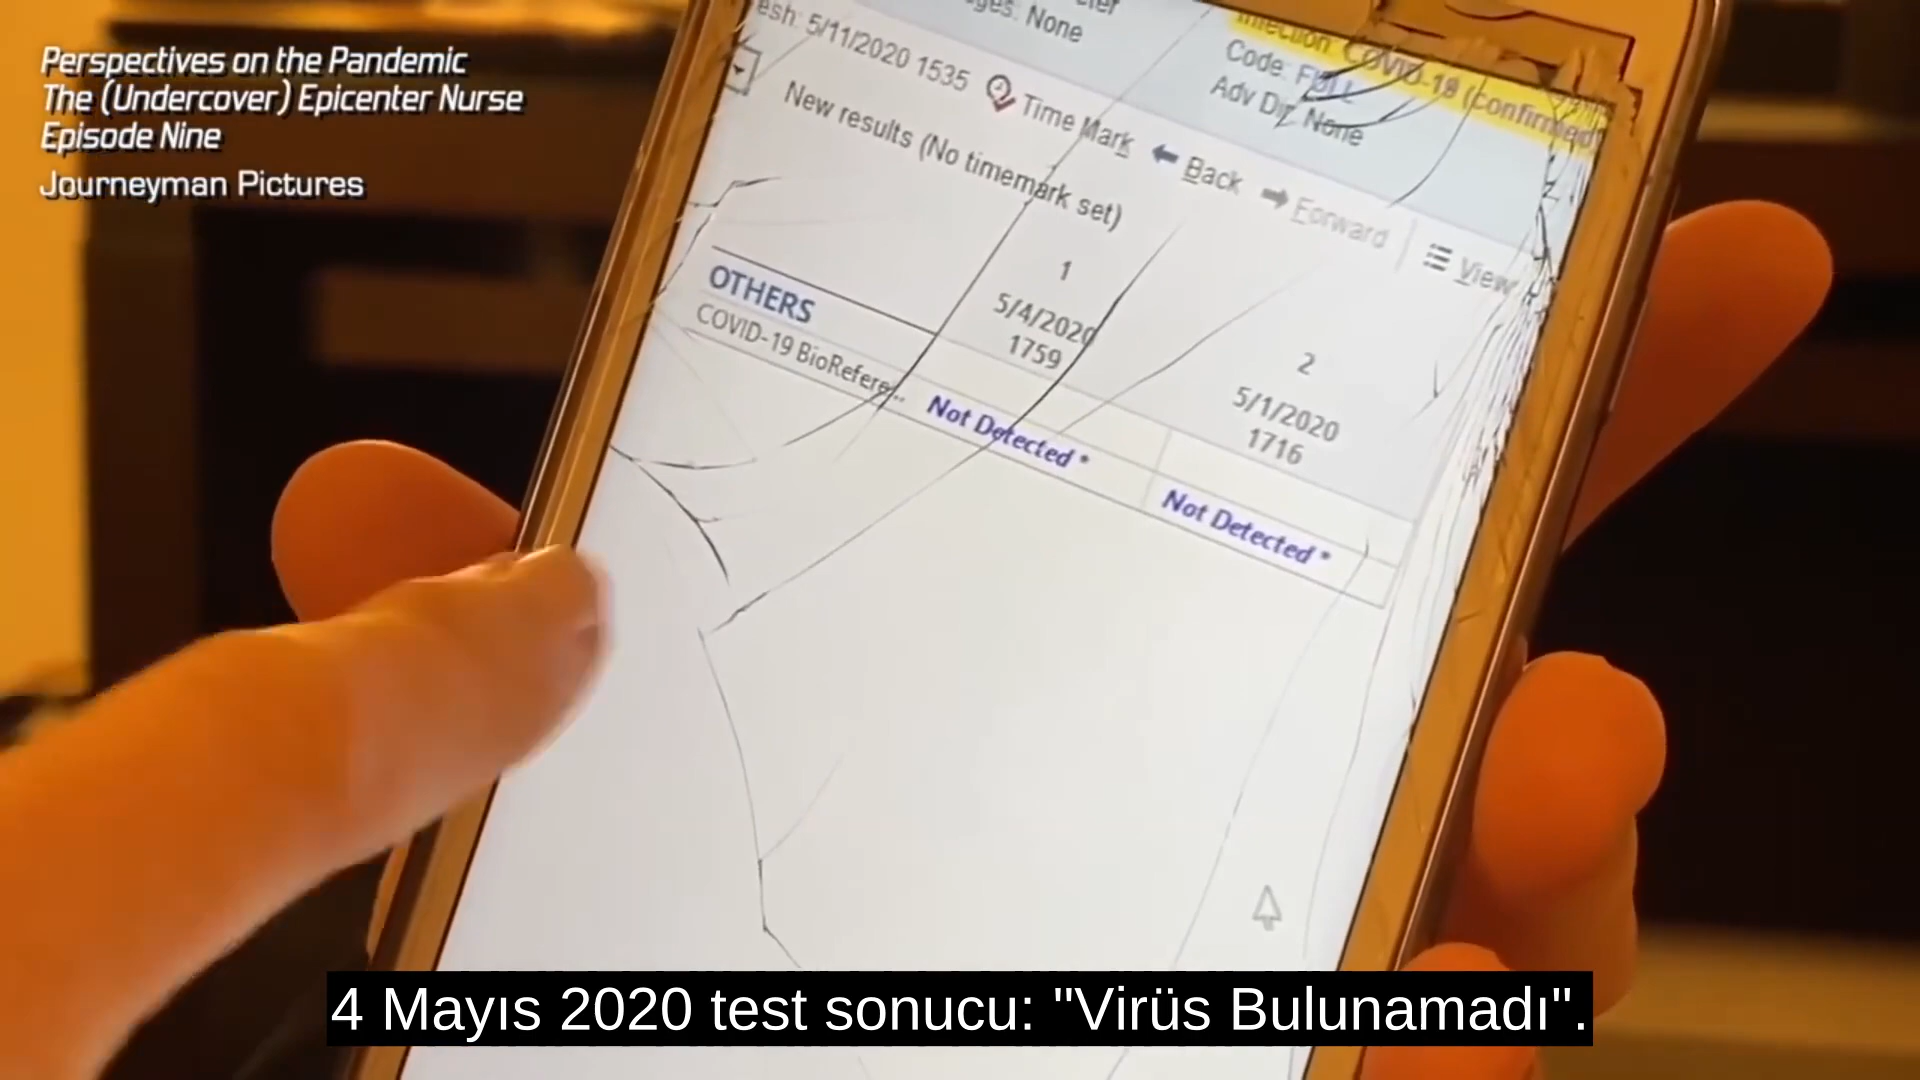 Perspectives on the Pandemic
The (Undercover) Epicenter Nurse
Episode Nine
Journeyman Pictures
None
Infection: COVID-19 (Confirmed)
Code: FULL
Adv Dir: None
5/11/2020 1535
Time Mark
Back
Forward
View
New results (No timemark set)
1
5/4/2020
1759
2
5/1/2020
1716
OTHERS
COVID-19 BioRefere...
Not Detected *
Not Detected *
4 Mayıs 2020 test sonucu: "Virüs Bulunamadı".